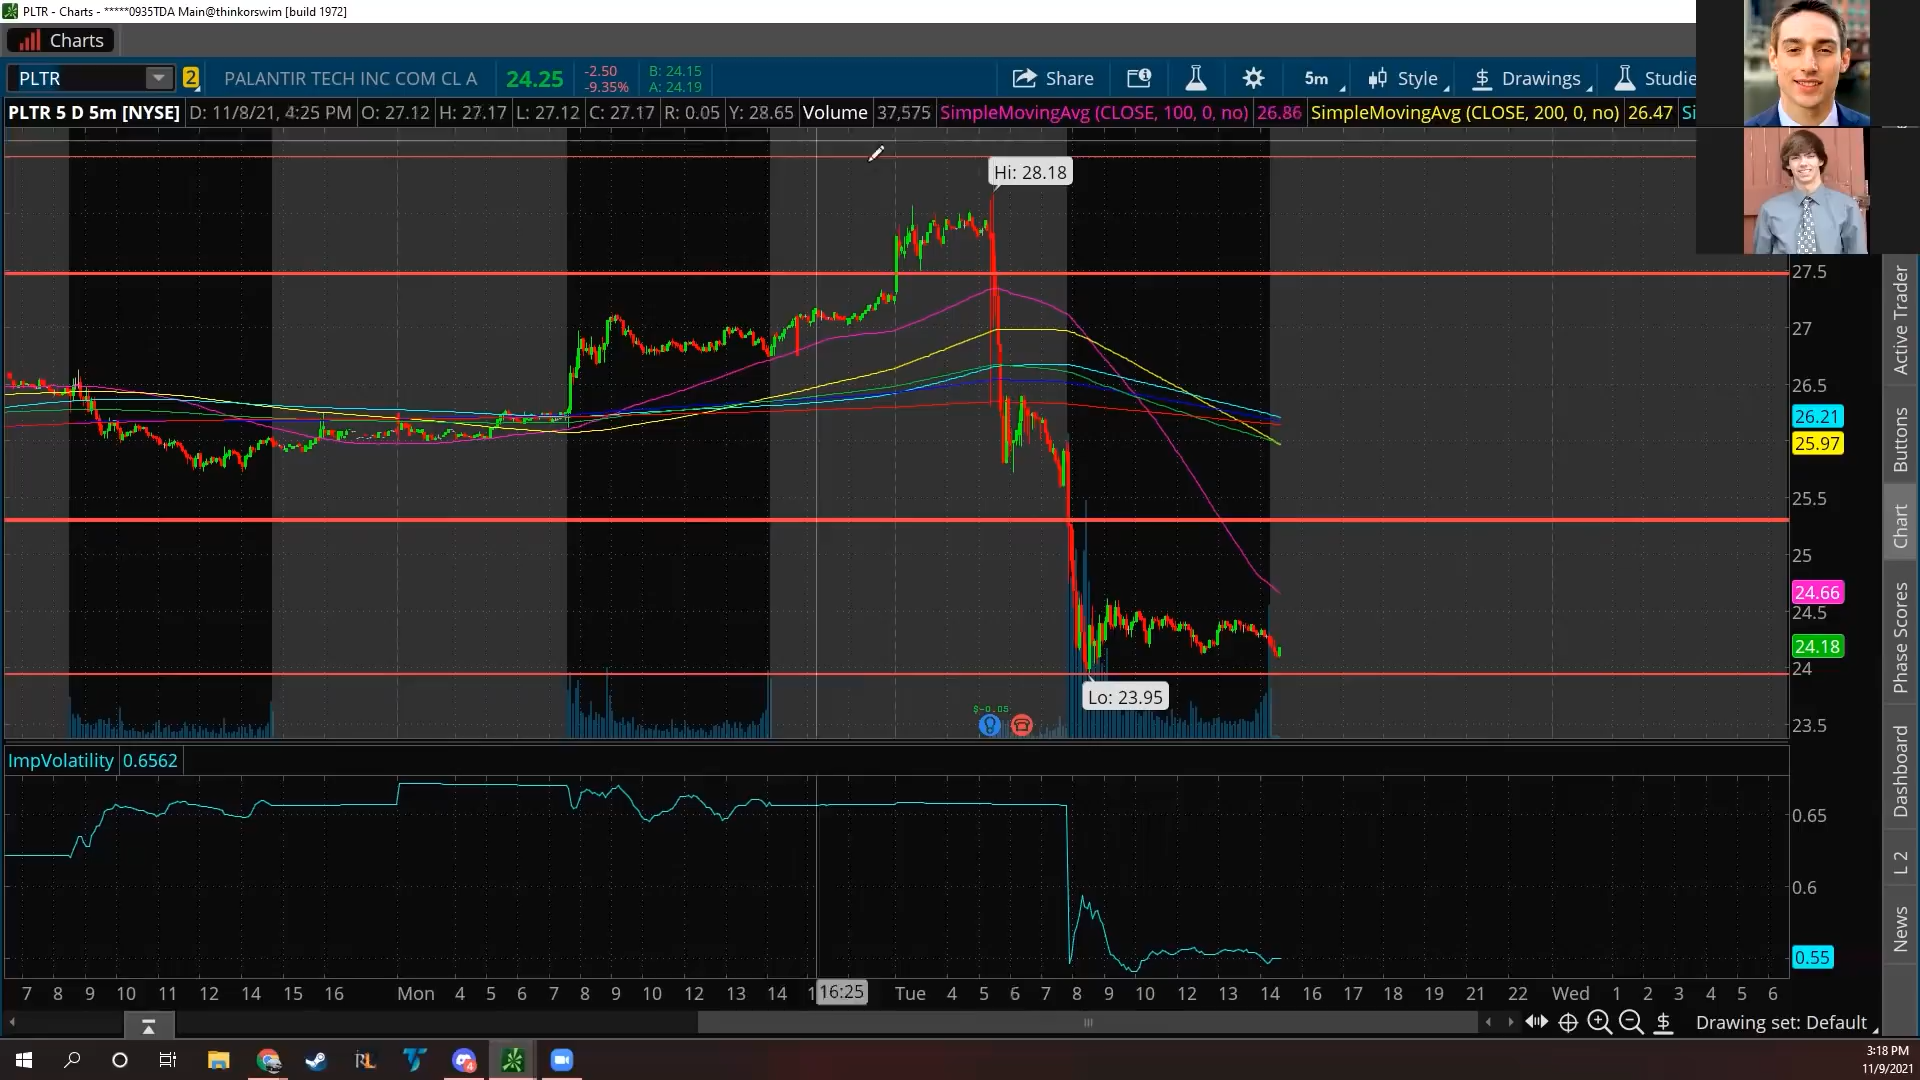 PLTR - Charts - *****0935TDA Main@thinkorswim [build 1972]
Charts
PLTR 2 PALANTIR TECH INC COM CL A 24.25 -2.50 -9.35% B: 24.15 A: 24.19 Share 5m Style Drawings Studie
PLTR 5 D 5m [NYSE] D: 11/8/21, 4:25 PM O: 27.12 H: 27.17 L: 27.12 C: 27.17 R: 0.05 Y: 28.65 Volume 37,575 SimpleMovingAvg (CLOSE, 100, 0, no) 26.86 SimpleMovingAvg (CLOSE, 200, 0, no) 26.47 Si
Hi: 28.18
27.5
27
26.5
26.21
25.97
25.5
25
24.66
24.5
24.18
24
Lo: 23.95
$-0.05
23.5
Active Trader
Buttons
Chart
Phase Scores
Dashboard
L 2
News
ImpVolatility 0.6562
0.65
0.6
0.55
7 8 9 10 11 12 14 15 16 Mon 4 5 6 7 8 9 10 12 13 14 1 16:25 Tue 4 5 6 7 8 9 10 12 13 14 16 17 18 19 21 22 Wed 1 2 3 4 5 6
Drawing set: Default
RL
4
3:18 PM
11/9/2021